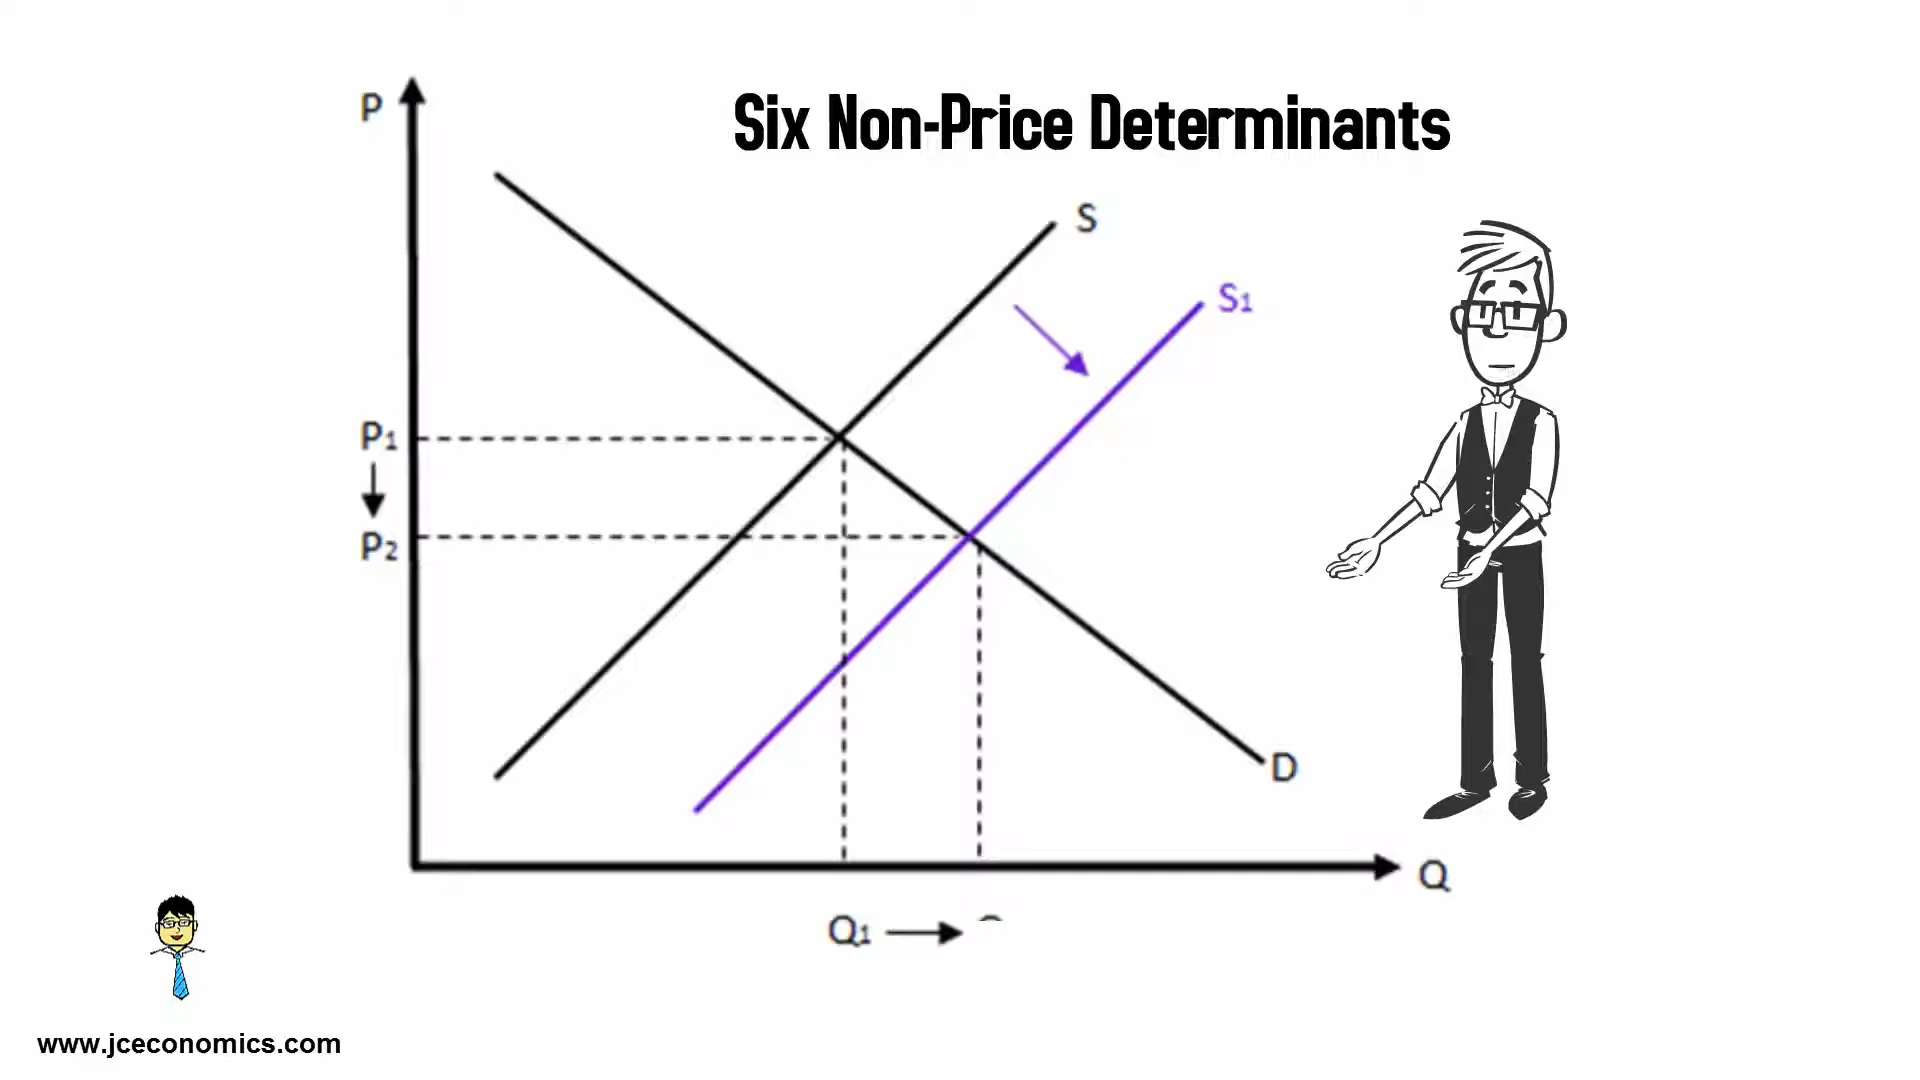 Six Non-Price Determinants
P
S
S1
P1
P2
D
Q
Q1
www.jceconomics.com